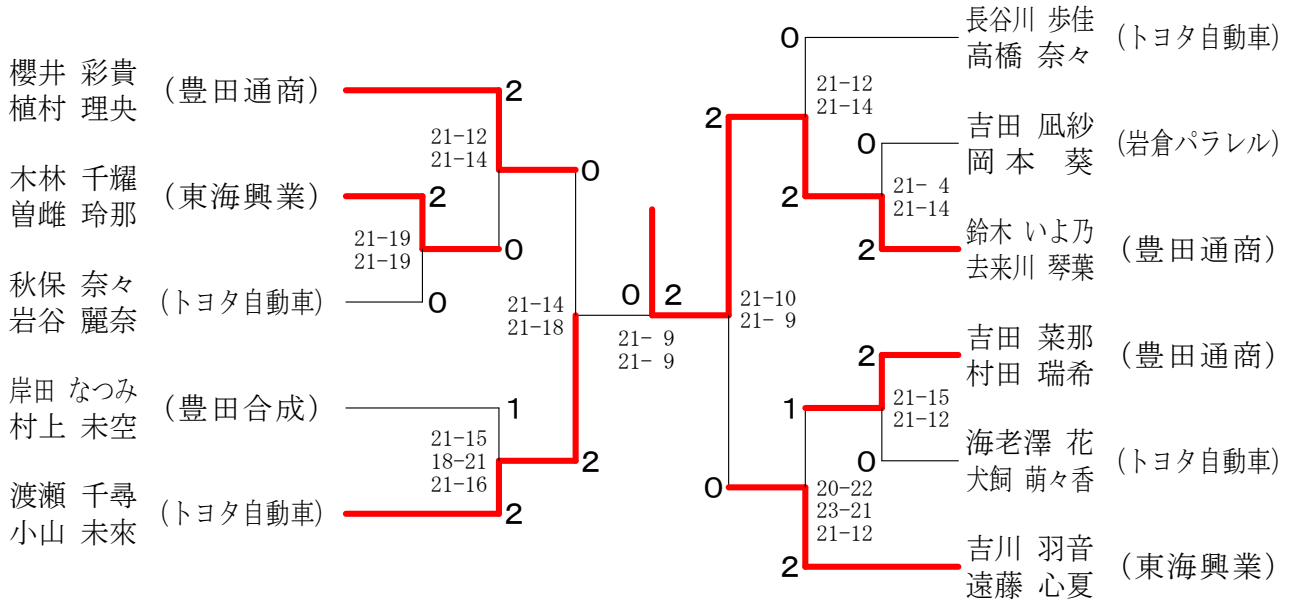 櫻井 彩貴
植村 理央
(豊田通商)
2
21-12
21-14
0
木林 千耀
曽雌 玲那
(東海興業)
2
21-19
21-19
0
秋保 奈々
岩谷 麗奈
(トヨタ自動車)
0
21-14
21-18
岸田 なつみ
村上 未空
(豊田合成)
1
21-15
18-21
21-16
2
渡瀬 千尋
小山 未來
(トヨタ自動車)
2
0 2
21- 9
21- 9
長谷川 歩佳
高橋 奈々
(トヨタ自動車)
0
21-12
21-14
2
吉田 凪紗
岡本 葵
(岩倉パラレル)
0
21- 4
21-14
2
鈴木 いよ乃
去来川 琴葉
(豊田通商)
2
21-10
21- 9
吉田 菜那
村田 瑞希
(豊田通商)
2
21-15
21-12
1
海老澤 花
犬飼 萌々香
(トヨタ自動車)
0
0
20-22
23-21
21-12
吉川 羽音
遠藤 心夏
(東海興業)
2